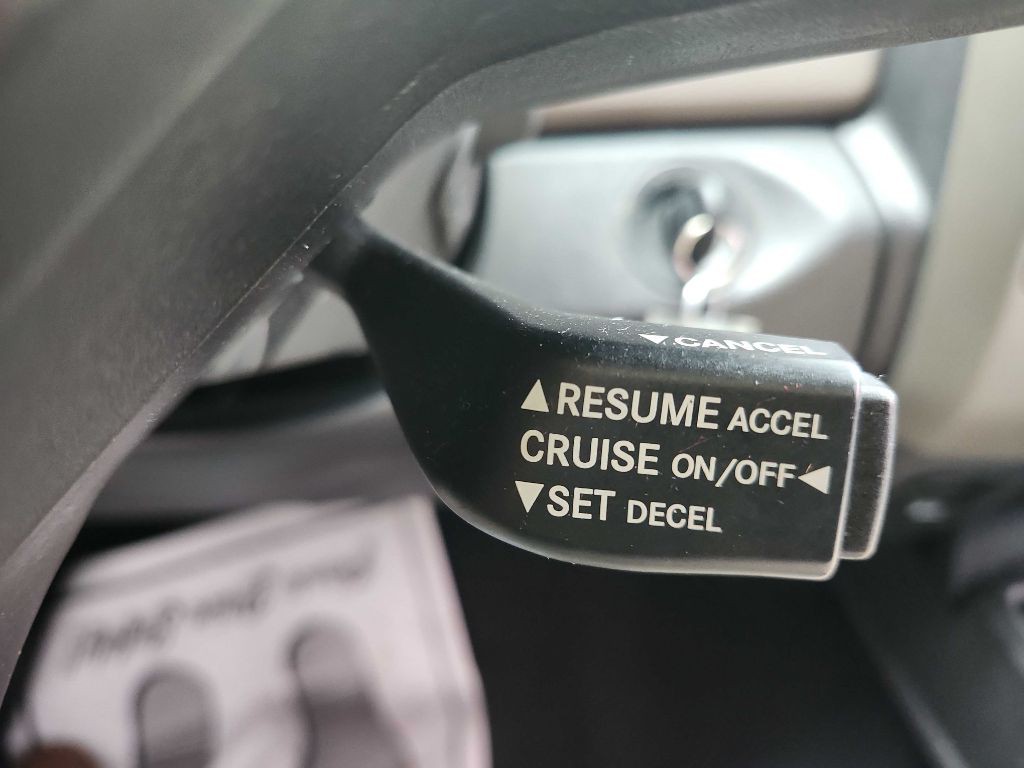 ▼CANCEL
▲RESUME ACCEL
CRUISE ON/OFF◀
▼SET DECEL